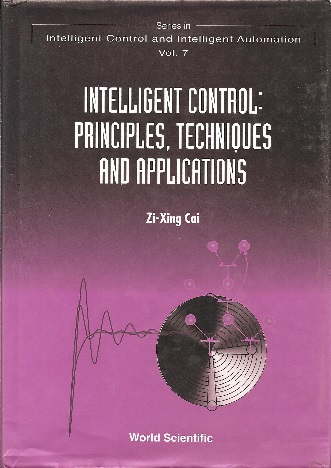 Series in
Intelligent Control and Intelligent Automation
Vol. 7
INTELLIGENT CONTROL:
PRINCIPLES, TECHNIQUES
AND APPLICATIONS
Zi-Xing Cai
World Scientific